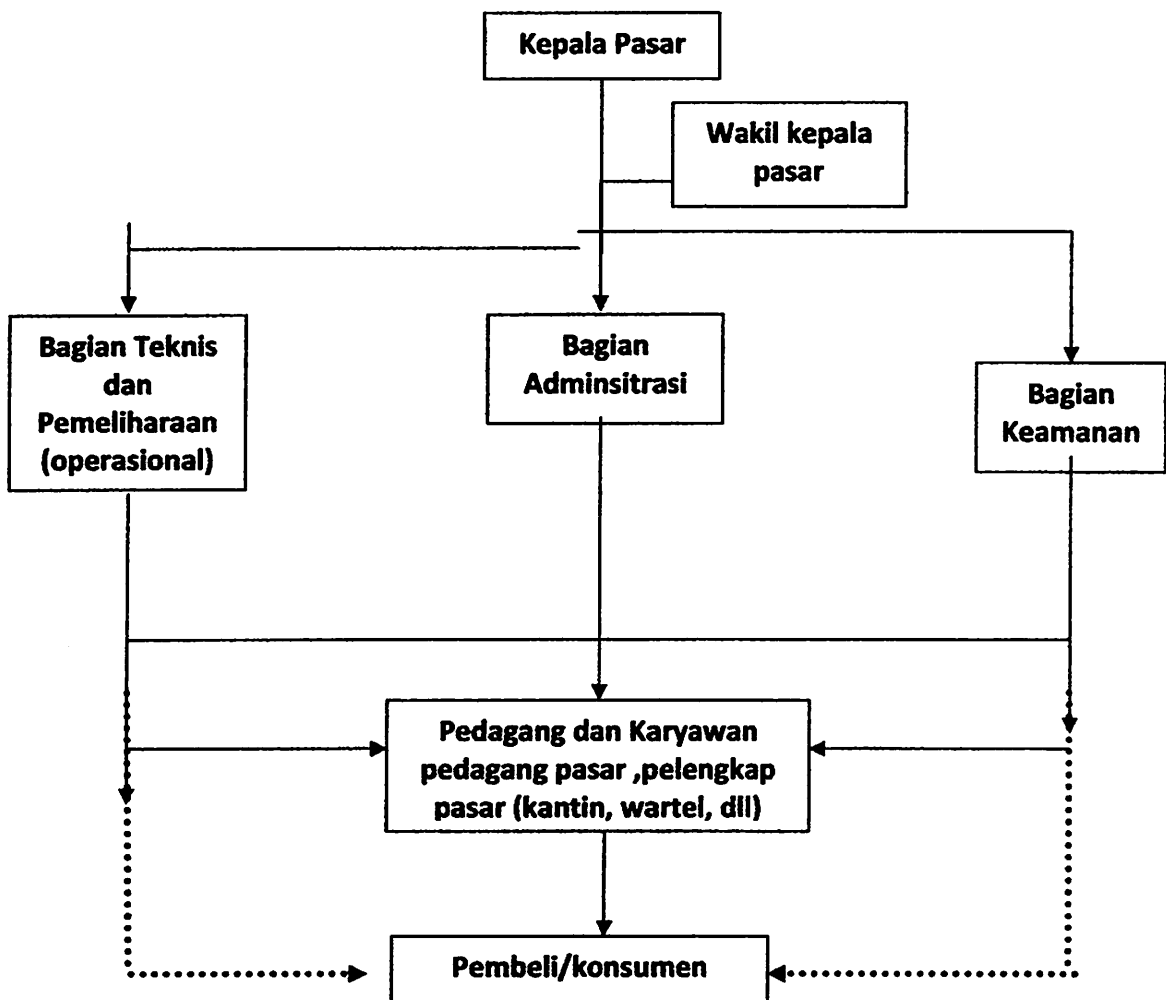 Kepala Pasar
Wakil kepala
pasar
Bagian Teknis
dan
Pemeliharaan
(operasional)
Bagian
Adminsitrasi
Bagian
Keamanan
Pedagang dan Karyawan
pedagang pasar ,pelengkap
pasar (kantin, wartel, dll)
Pembeli/konsumen